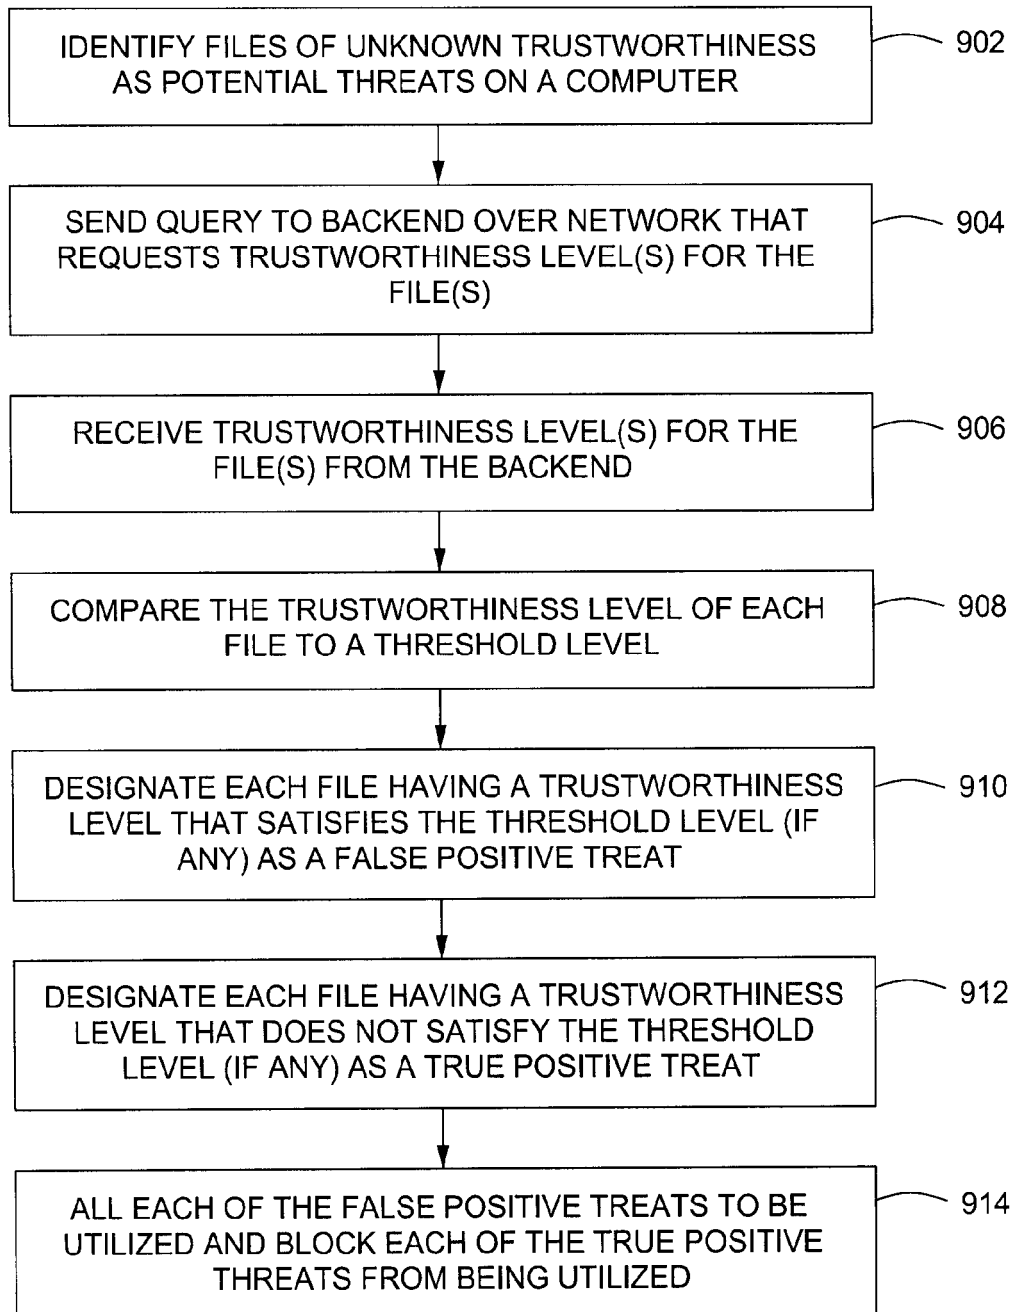 IDENTIFY FILES OF UNKNOWN TRUSTWORTHINESS
AS POTENTIAL THREATS ON A COMPUTER
902
SEND QUERY TO BACKEND OVER NETWORK THAT
REQUESTS TRUSTWORTHINESS LEVEL(S) FOR THE
FILE(S)
904
RECEIVE TRUSTWORTHINESS LEVEL(S) FOR THE
FILE(S) FROM THE BACKEND
906
COMPARE THE TRUSTWORTHINESS LEVEL OF EACH
FILE TO A THRESHOLD LEVEL
908
DESIGNATE EACH FILE HAVING A TRUSTWORTHINESS
LEVEL THAT SATISFIES THE THRESHOLD LEVEL (IF
ANY) AS A FALSE POSITIVE TREAT
910
DESIGNATE EACH FILE HAVING A TRUSTWORTHINESS
LEVEL THAT DOES NOT SATISFY THE THRESHOLD
LEVEL (IF ANY) AS A TRUE POSITIVE TREAT
912
ALL EACH OF THE FALSE POSITIVE TREATS TO BE
UTILIZED AND BLOCK EACH OF THE TRUE POSITIVE
THREATS FROM BEING UTILIZED
914